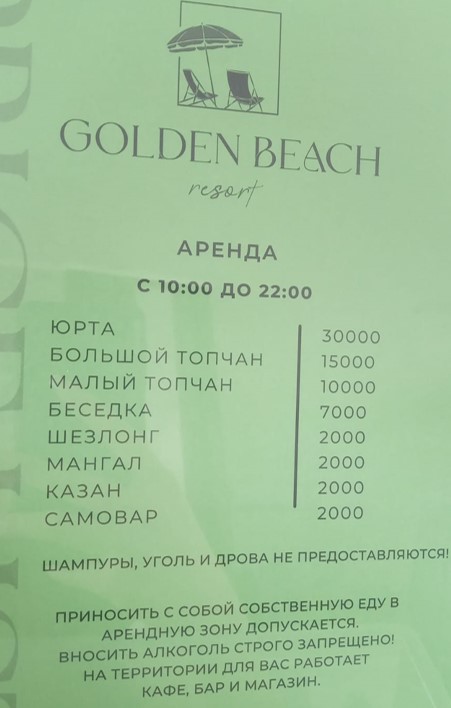 GOLDEN BEACH
resort
АРЕНДА
С 10:00 ДО 22:00
ЮРТА 30000
БОЛЬШОЙ ТОПЧАН 15000
МАЛЫЙ ТОПЧАН 10000
БЕСЕДКА 7000
ШЕЗЛОНГ 2000
МАНГАЛ 2000
КАЗАН 2000
САМОВАР 2000
ШАМПУРЫ, УГОЛЬ И ДРОВА НЕ ПРЕДОСТАВЛЯЮТСЯ!
ПРИНОСИТЬ С СОБОЙ СОБСТВЕННУЮ ЕДУ В
АРЕНДНУЮ ЗОНУ ДОПУСКАЕТСЯ.
ВНОСИТЬ АЛКОГОЛЬ СТРОГО ЗАПРЕЩЕНО!
НА ТЕРРИТОРИИ ДЛЯ ВАС РАБОТАЕТ
КАФЕ, БАР И МАГАЗИН.